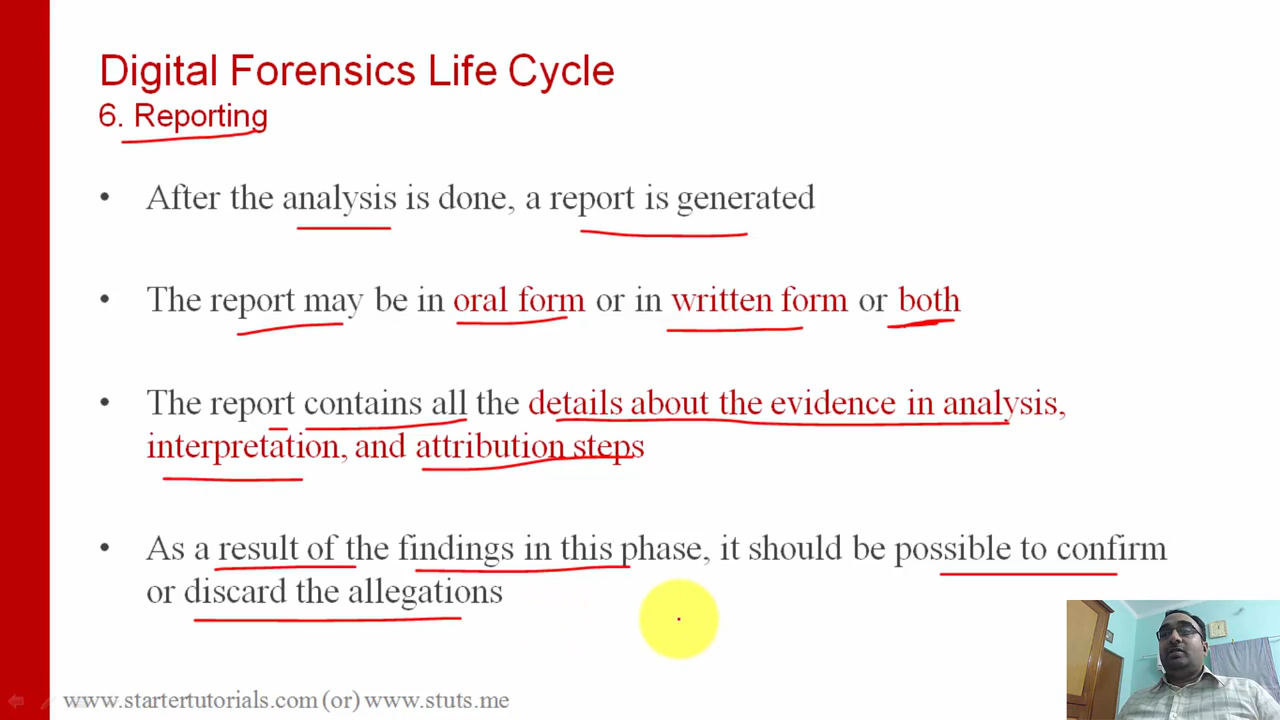 Digital Forensics Life Cycle
6. Reporting
• After the analysis is done, a report is generated
• The report may be in oral form or in written form or both
• The report contains all the details about the evidence in analysis,
interpretation, and attribution steps
• As a result of the findings in this phase, it should be possible to confirm
or discard the allegations
www.startertutorials.com (or) www.stuts.me